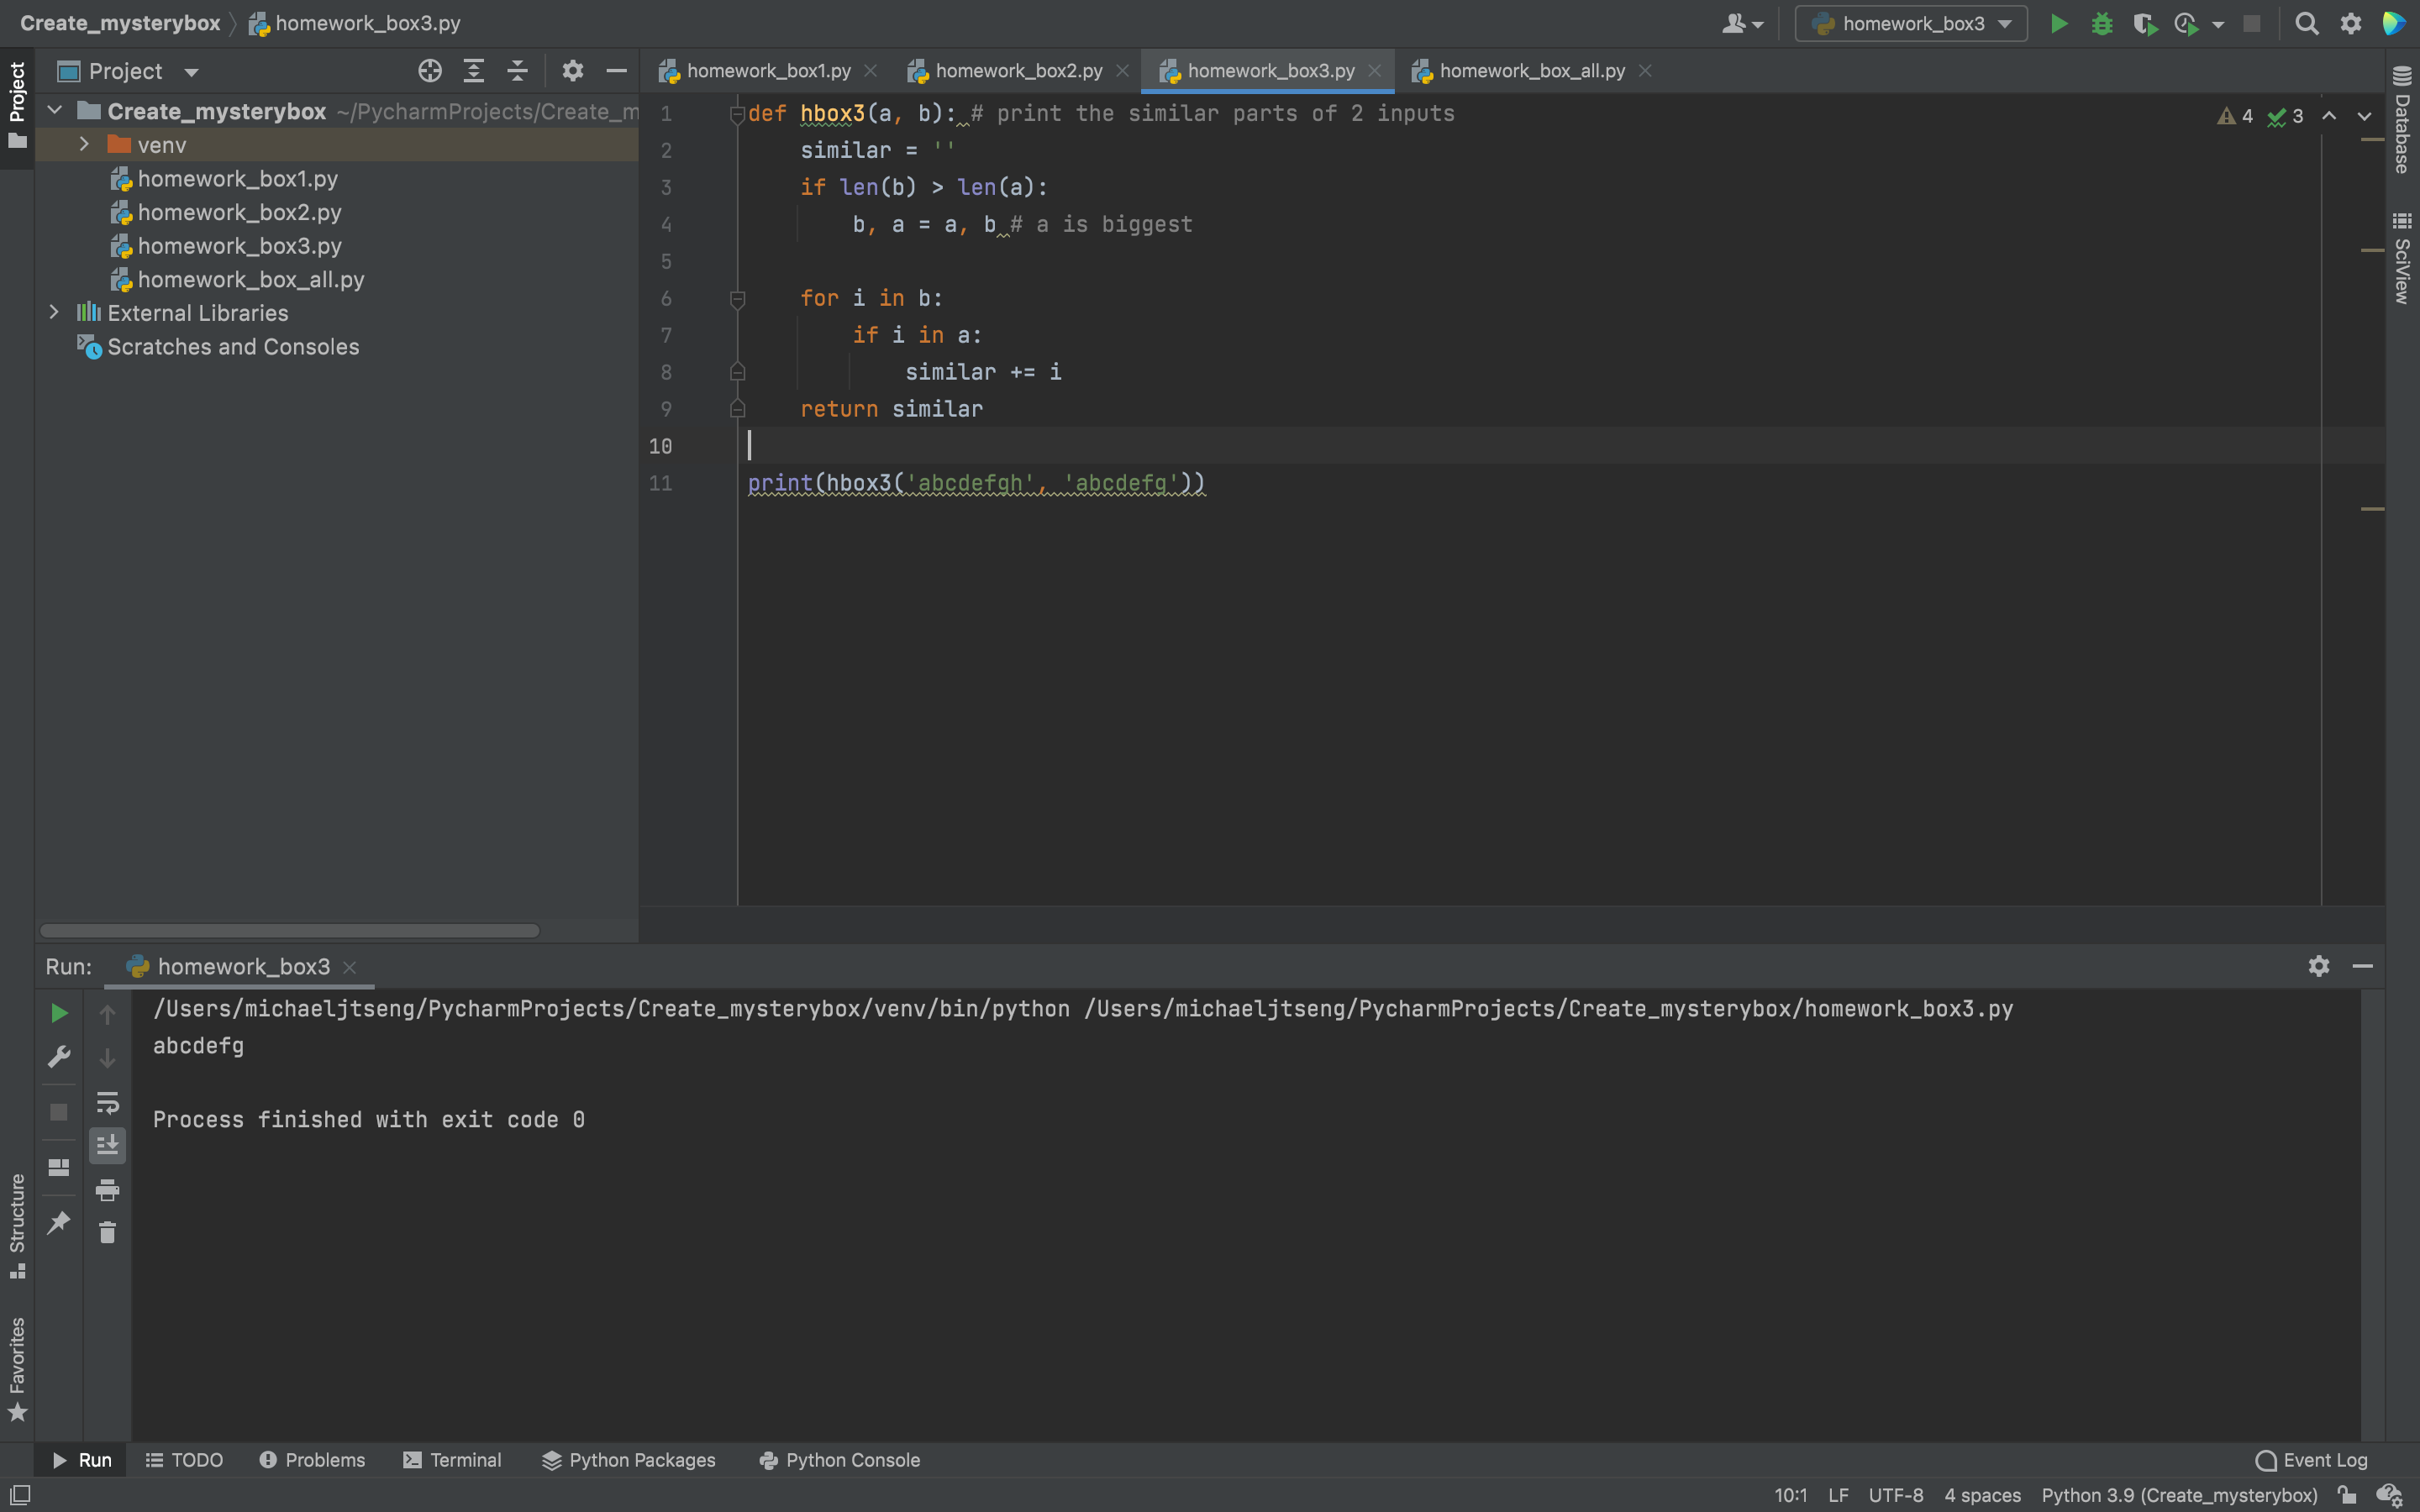 Create_mysterybox homework_box3.py homework_box3
Project
homework_box1.py homework_box2.py homework_box3.py homework_box_all.py
Project
Create_mysterybox ~/PycharmProjects/Create_m
venv
homework_box1.py
homework_box2.py
homework_box3.py
homework_box_all.py
External Libraries
Scratches and Consoles
1 def hbox3(a, b): # print the similar parts of 2 inputs
2     similar = ''
3     if len(b) > len(a):
4         b, a = a, b # a is biggest
5
6     for i in b:
7         if i in a:
8             similar += i
9     return similar
10
11 print(hbox3('abcdefgh', 'abcdefg'))
4 3
Database
SciView
Run: homework_box3
/Users/michaeljtseng/PycharmProjects/Create_mysterybox/venv/bin/python /Users/michaeljtseng/PycharmProjects/Create_mysterybox/homework_box3.py
abcdefg
Process finished with exit code 0
Structure
Favorites
Run TODO Problems Terminal Python Packages Python Console Event Log
10:1 LF UTF-8 4 spaces Python 3.9 (Create_mysterybox)